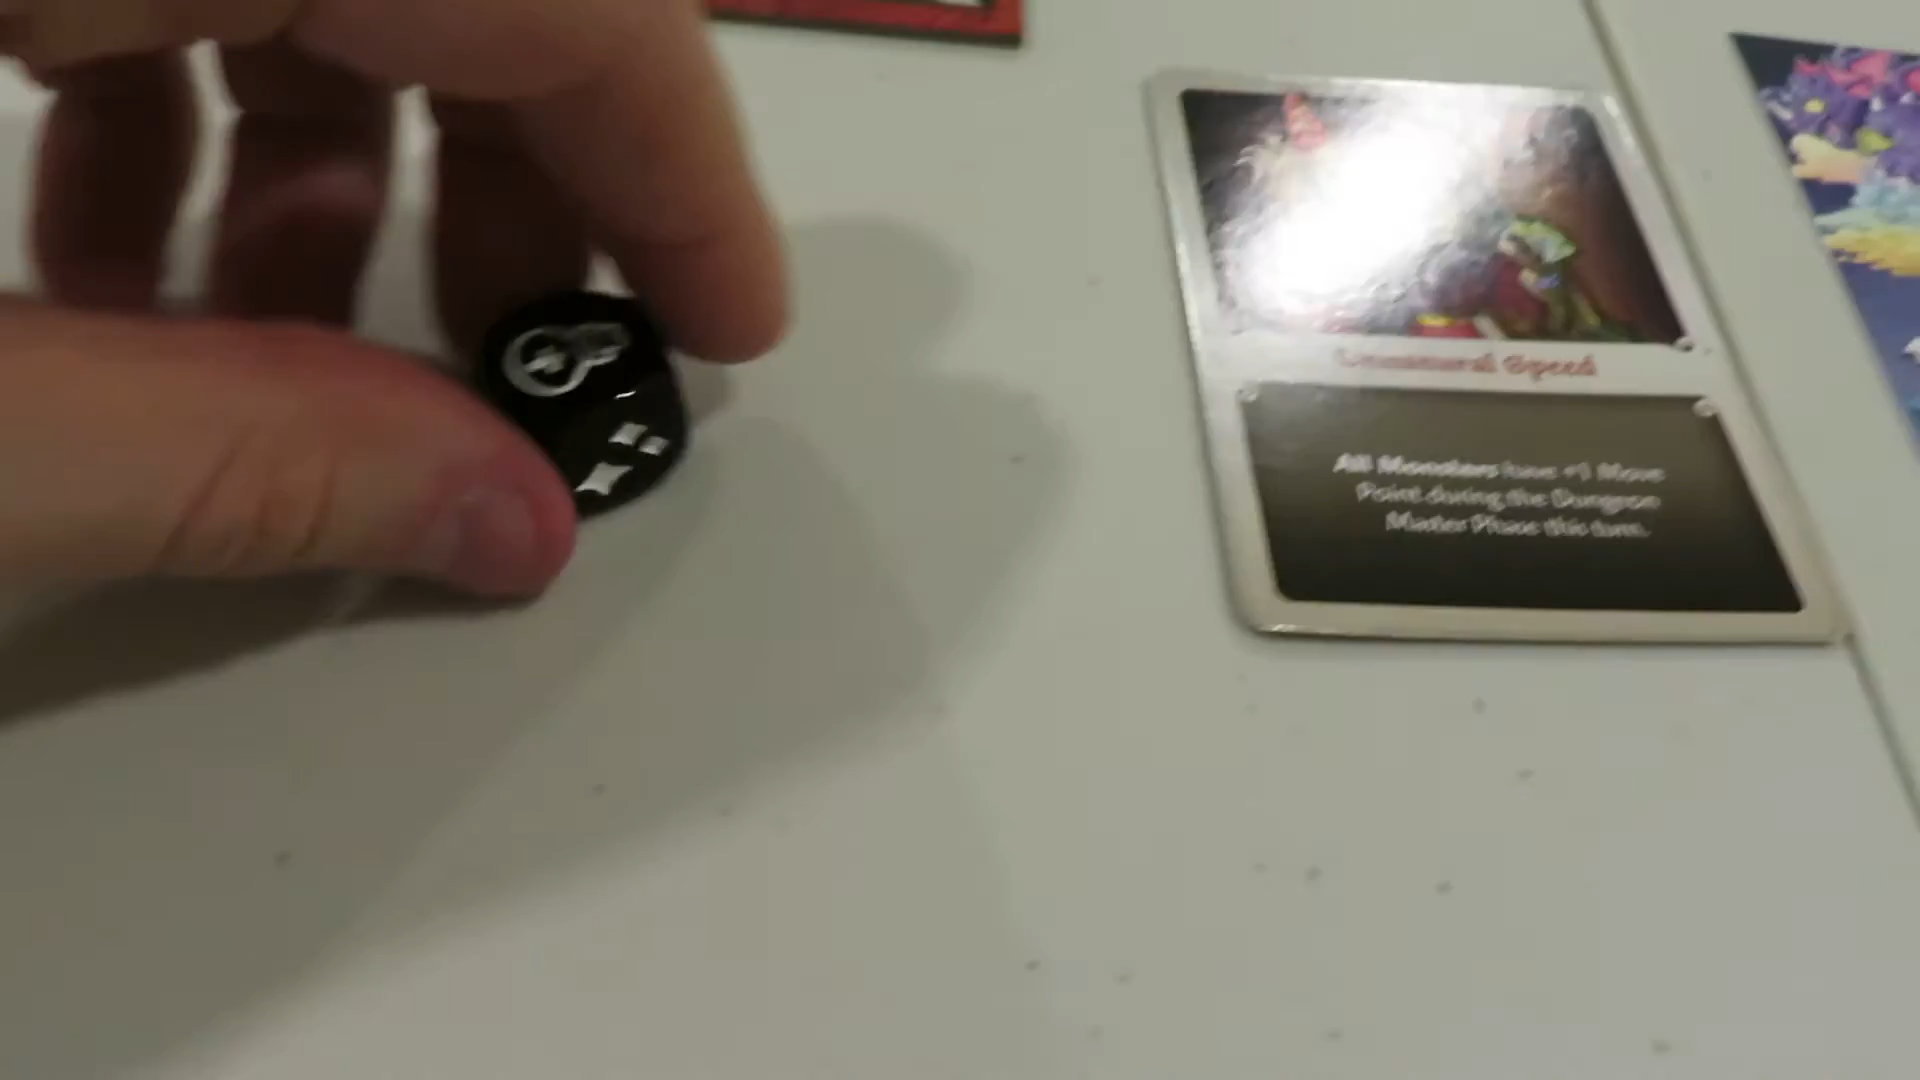 Unnatural Speed
All Monsters have +1 Move
Point during the Dungeon
Master Phase this turn.